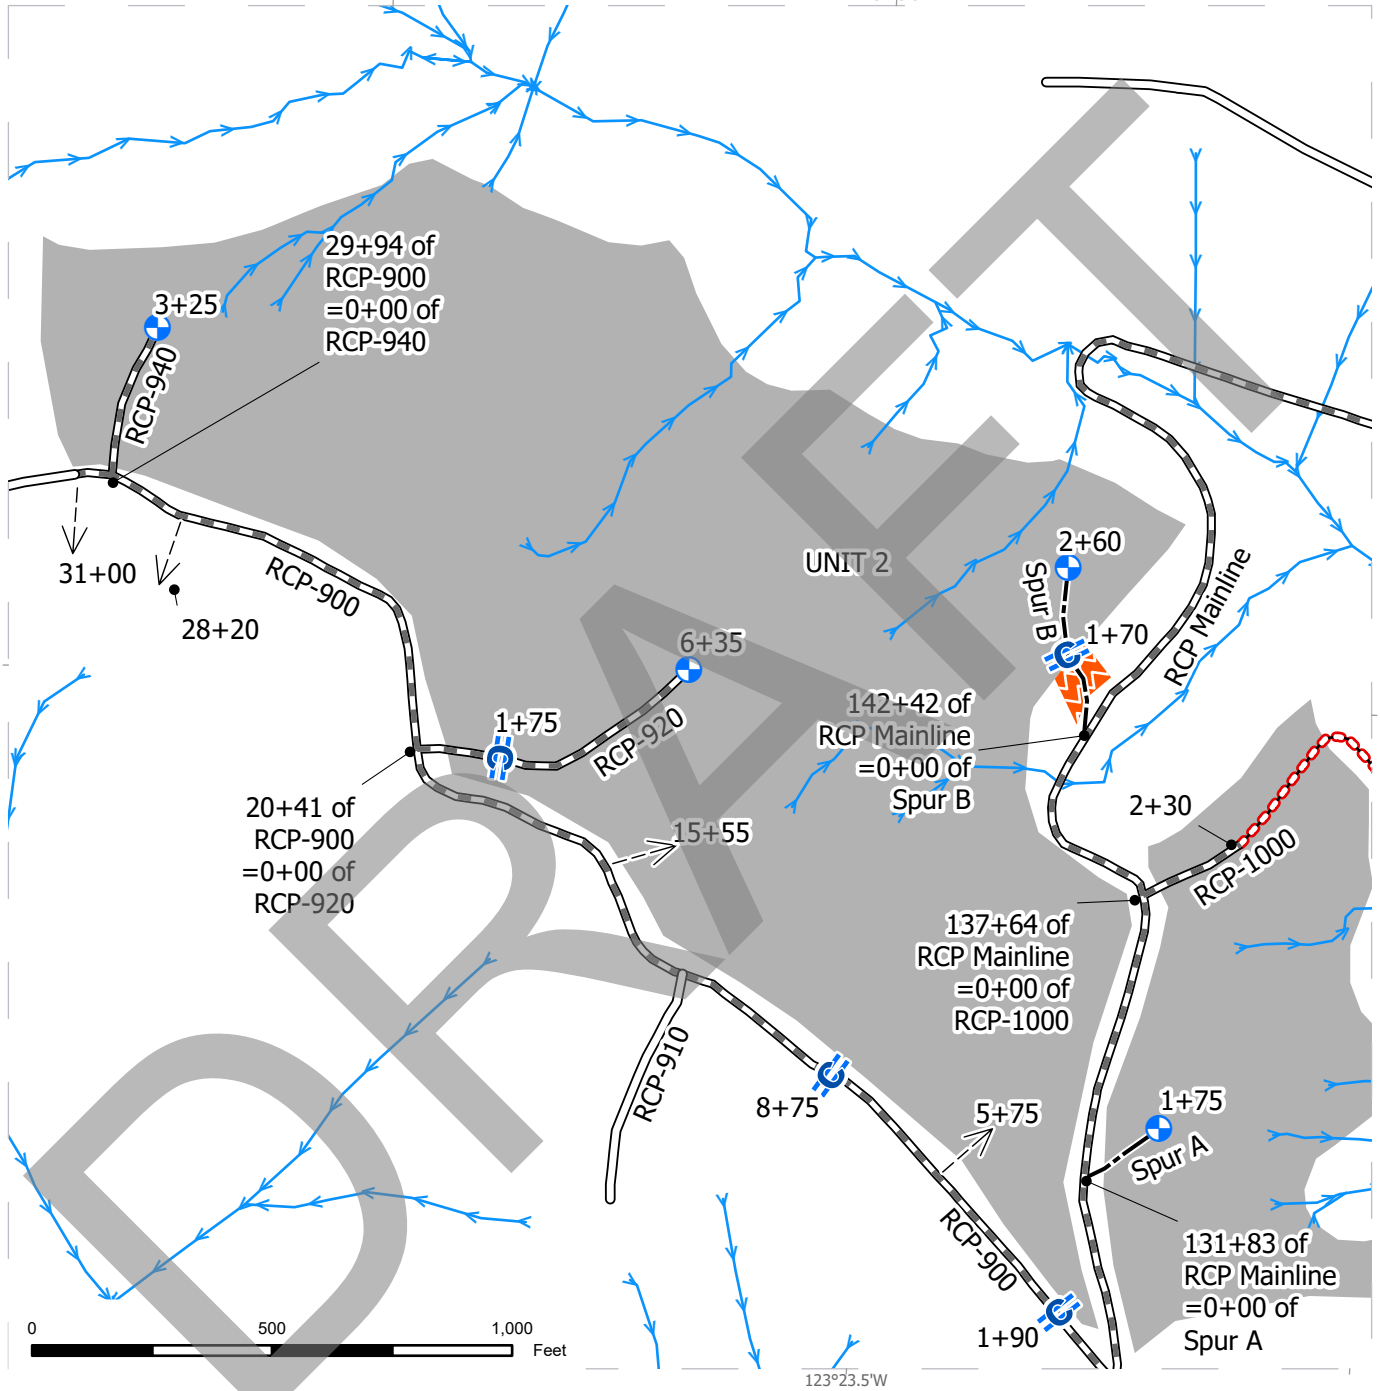 29+94 of
RCP-900
=0+00 of
RCP-940
3+25
RCP-940
31+00
28+20
RCP-900
UNIT 2
2+60
Spur B
1+70
RCP Mainline
6+35
1+75
RCP-920
142+42 of
RCP Mainline
=0+00 of
Spur B
20+41 of
RCP-900
=0+00 of
RCP-920
15+55
2+30
RCP-1000
137+64 of
RCP Mainline
=0+00 of
RCP-1000
RCP-910
8+75
5+75
1+75
Spur A
RCP-900
131+83 of
RCP Mainline
=0+00 of
Spur A
1+90
0 500 1,000
Feet
123°23.5'W
DRAFT
C
C
C
C